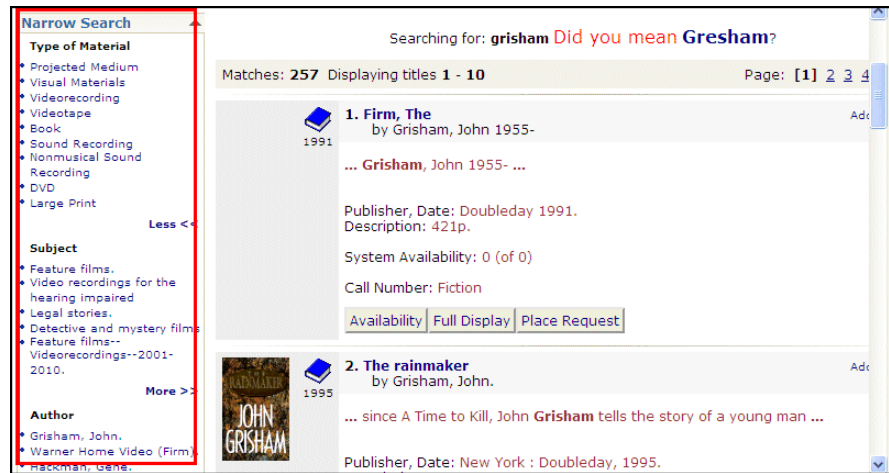 Narrow Search
Type of Material
Projected Medium
Visual Materials
Videorecording
Videotape
Book
Sound Recording
Nonmusical Sound
Recording
DVD
Large Print
Less <<
Subject
Feature films.
Video recordings for the
hearing impaired
Legal stories.
Detective and mystery films
Feature films--
Videorecordings--2001-
2010.
More >>
Author
Grisham, John.
Warner Home Video (Firm).
Hackman, Gene.
Searching for: grisham Did you mean Gresham?
Matches: 257 Displaying titles 1 - 10 Page: [1] 2 3 4
1. Firm, The
by Grisham, John 1955-
1991
... Grisham, John 1955- ...
Publisher, Date: Doubleday 1991.
Description: 421p.
System Availability: 0 (of 0)
Call Number: Fiction
Availability Full Display Place Request
2. The rainmaker
by Grisham, John.
1995
RAINMAKER
JOHN
GRISHAM
... since A Time to Kill, John Grisham tells the story of a young man ...
Publisher, Date: New York : Doubleday, 1995.